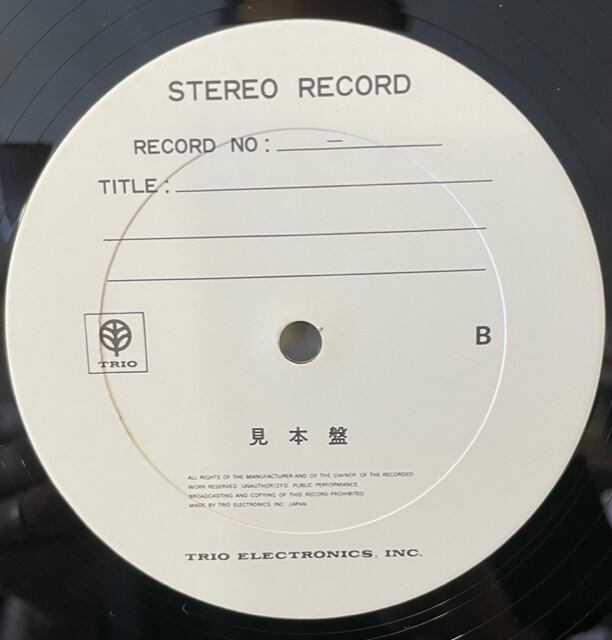 STEREO RECORD
RECORD NO: —
TITLE:
TRIO
B
見本盤
ALL RIGHTS OF THE MANUFACTURER AND OF THE OWNER OF THE RECORDED
WORK RESERVED. UNAUTHORIZED PUBLIC PERFORMANCE
BROADCASTING AND COPYING OF THIS RECORD PROHIBITED
MADE BY TRIO ELECTRONICS, INC. JAPAN
TRIO ELECTRONICS, INC.